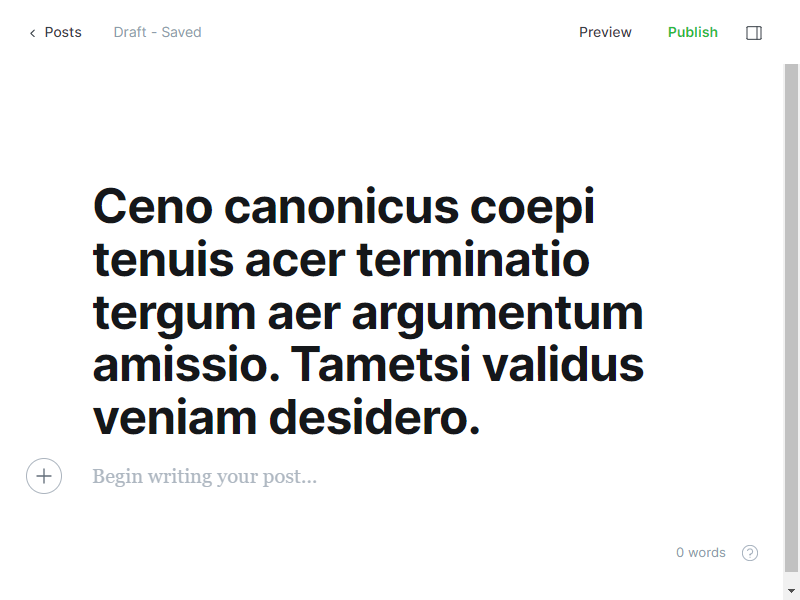 Posts Draft - Saved Preview Publish
Ceno canonicus coepi
tenuis acer terminatio
tergum aer argumentum
amissio. Tametsi validus
veniam desidero.
Begin writing your post...
0 words ?